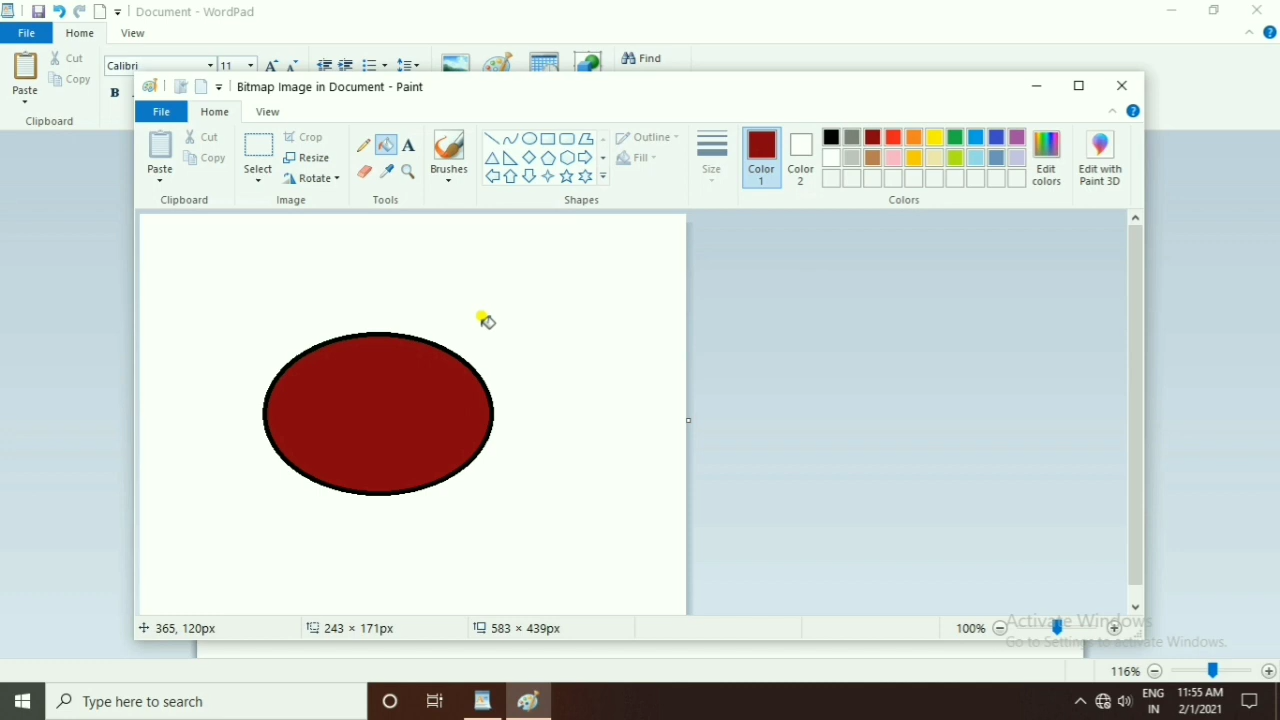 Document - WordPad
File Home View
Paste
Cut
Copy
Clipboard
Calibri 11
B
Find
Bitmap Image in Document - Paint
File Home View
Paste
Cut
Copy
Clipboard
Select
Crop
Resize
Rotate
Image
A
Tools
Brushes
Shapes
Outline
Fill
Size
Color 1
Color 2
Edit colors
Colors
Edit with Paint 3D
365, 120px
243 × 171px
583 × 439px
100%
Activate Windows
Go to Settings to activate Windows.
116%
Type here to search
ENG
IN
11:55 AM
2/1/2021